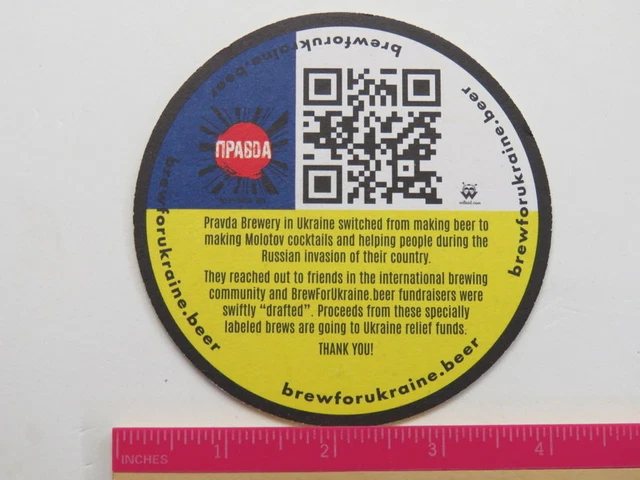 brewforukraine.beer
brewforukraine.beer
brewforukraine.beer
ПРАВДА
brewforukraine.beer
Pravda Brewery in Ukraine switched from making beer to
making Molotov cocktails and helping people during the
Russian invasion of their country.
They reached out to friends in the international brewing
community and BrewForUkraine.beer fundraisers were
swiftly “drafted”. Proceeds from these specially
labeled brews are going to Ukraine relief funds.
THANK YOU!
brewforukraine.beer
INCHES 1 2 3 4